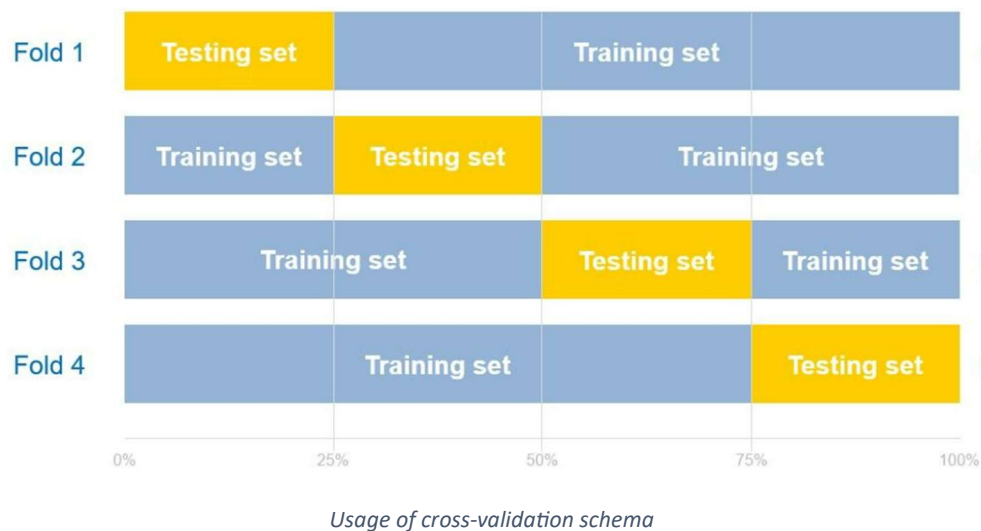 Fold 1 Testing set Training set
Fold 2 Training set Testing set Training set
Fold 3 Training set Testing set Training set
Fold 4 Training set Testing set
0% 25% 50% 75% 100%
Usage of cross-validation schema